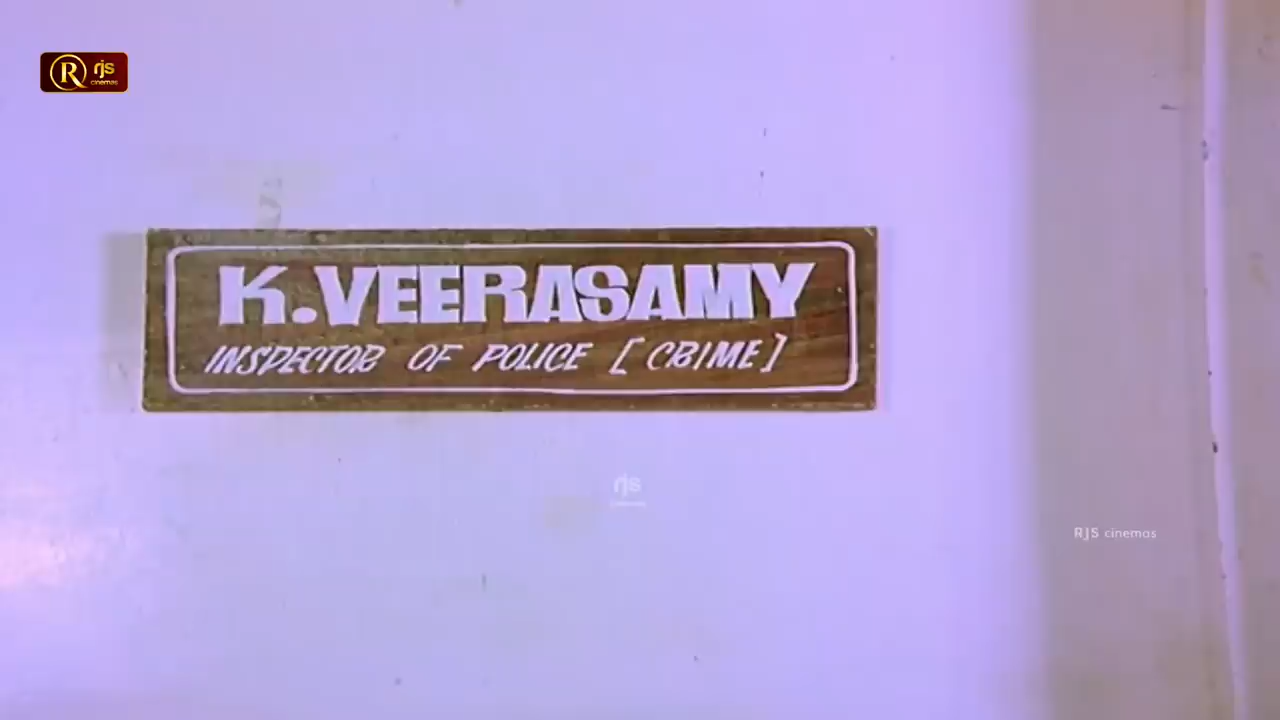 R rjs cinemas
K.VEERASAMY
INSPECTOR OF POLICE [CRIME]
rjs
RJS cinemas